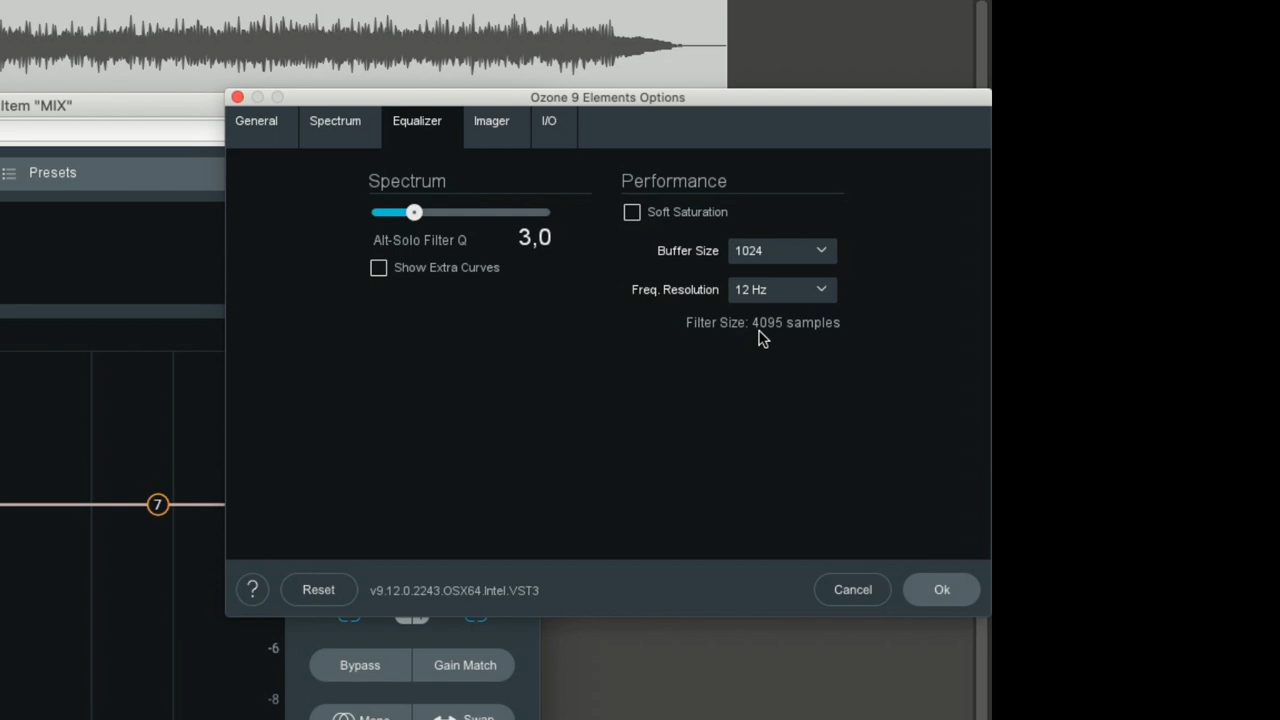 Item "MIX"
Ozone 9 Elements Options
General
Spectrum
Equalizer
Imager
I/O
Presets
Spectrum
Performance
Soft Saturation
Alt-Solo Filter Q
3,0
Buffer Size
1024
Show Extra Curves
Freq. Resolution
12 Hz
Filter Size: 4095 samples
7
?
Reset
v9.12.0.2243.OSX64.Intel.VST3
Cancel
Ok
-6
Bypass
Gain Match
-8
Swap